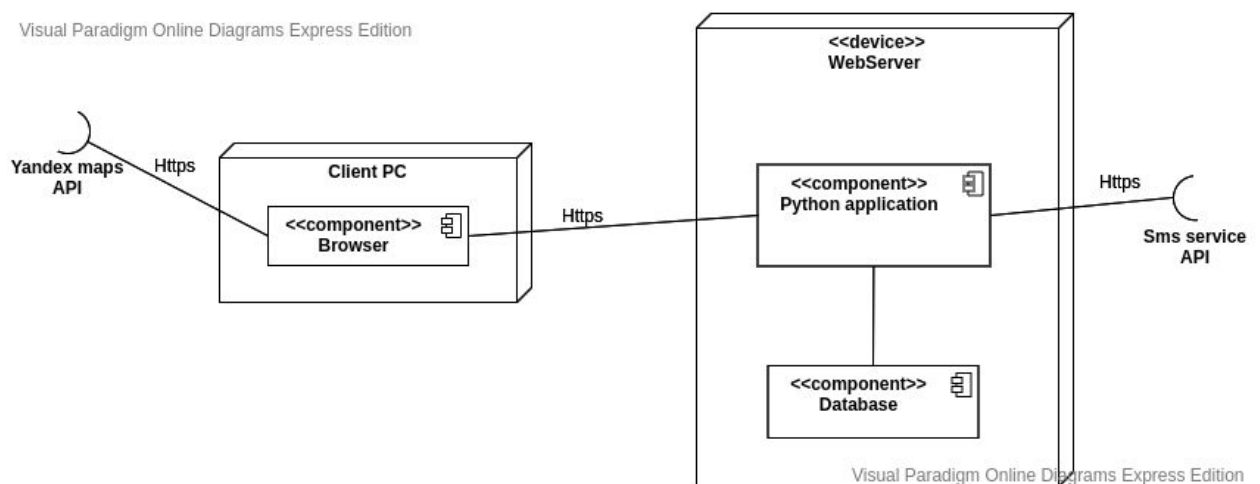 Visual Paradigm Online Diagrams Express Edition
<<device>>
WebServer
Yandex maps
API
Https
Client PC
<<component>>
Browser
Https
<<component>>
Python application
Https
Sms service
API
<<component>>
Database
Visual Paradigm Online Diagrams Express Edition